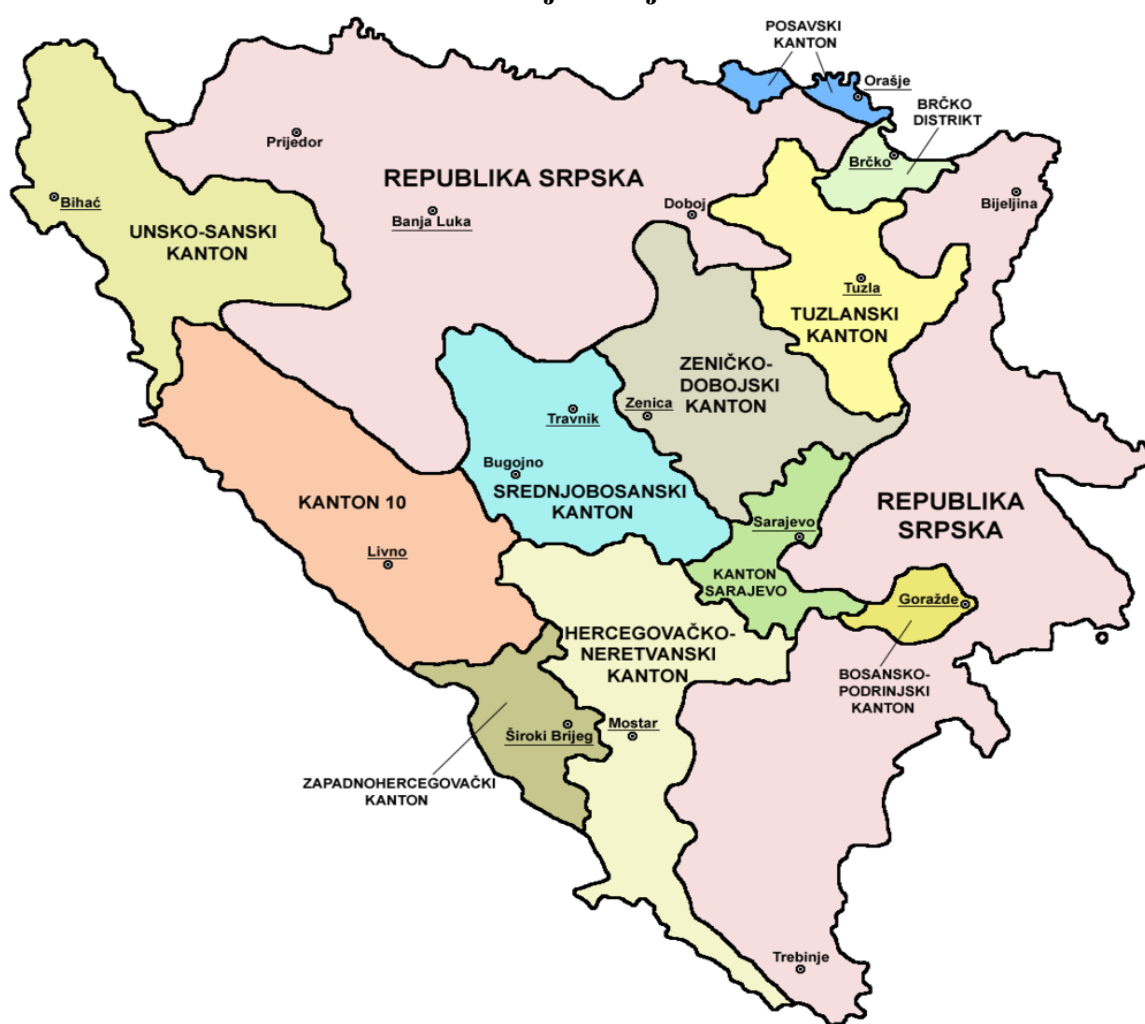 POSAVSKI
KANTON
Orašje
BRČKO
DISTRIKT
Prijedor
Brčko
REPUBLIKA SRPSKA
Bihać
Doboj
Bijeljina
Banja Luka
UNSKO-SANSKI
KANTON
Tuzla
TUZLANSKI
KANTON
ZENIČKO-
DOBOJSKI
KANTON
Zenica
Travnik
Bugojno
SREDNJOBOSANSKI
KANTON
KANTON 10
REPUBLIKA
SRPSKA
Sarajevo
Livno
KANTON
SARAJEVO
Goražde
HERCEGOVAČKO-
NERETVANSKI
KANTON
BOSANSKO-
PODRINJSKI
KANTON
Široki Brijeg
Mostar
ZAPADNOHERCEGOVAČKI
KANTON
Trebinje